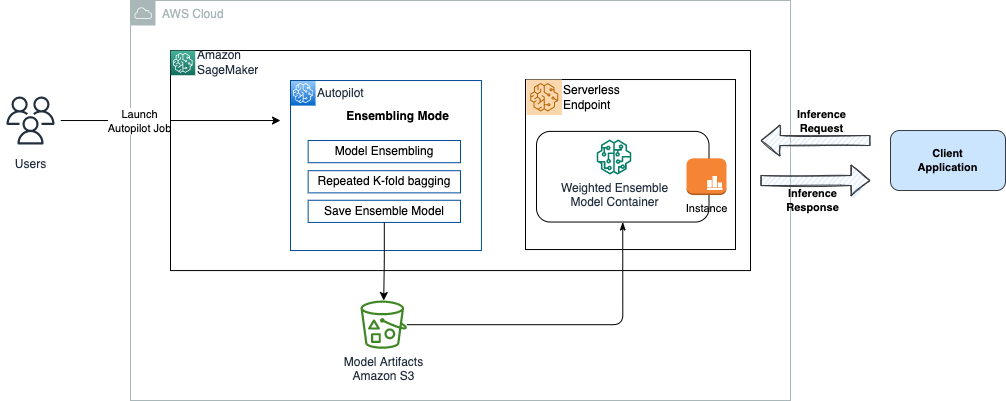 AWS Cloud
Amazon
SageMaker
Autopilot
Ensembling Mode
Model Ensembling
Repeated K-fold bagging
Save Ensemble Model
Serverless
Endpoint
Weighted Ensemble
Model Container
Instance
Launch
Autopilot Job
Users
Inference
Request
Inference
Response
Client
Application
Model Artifacts
Amazon S3